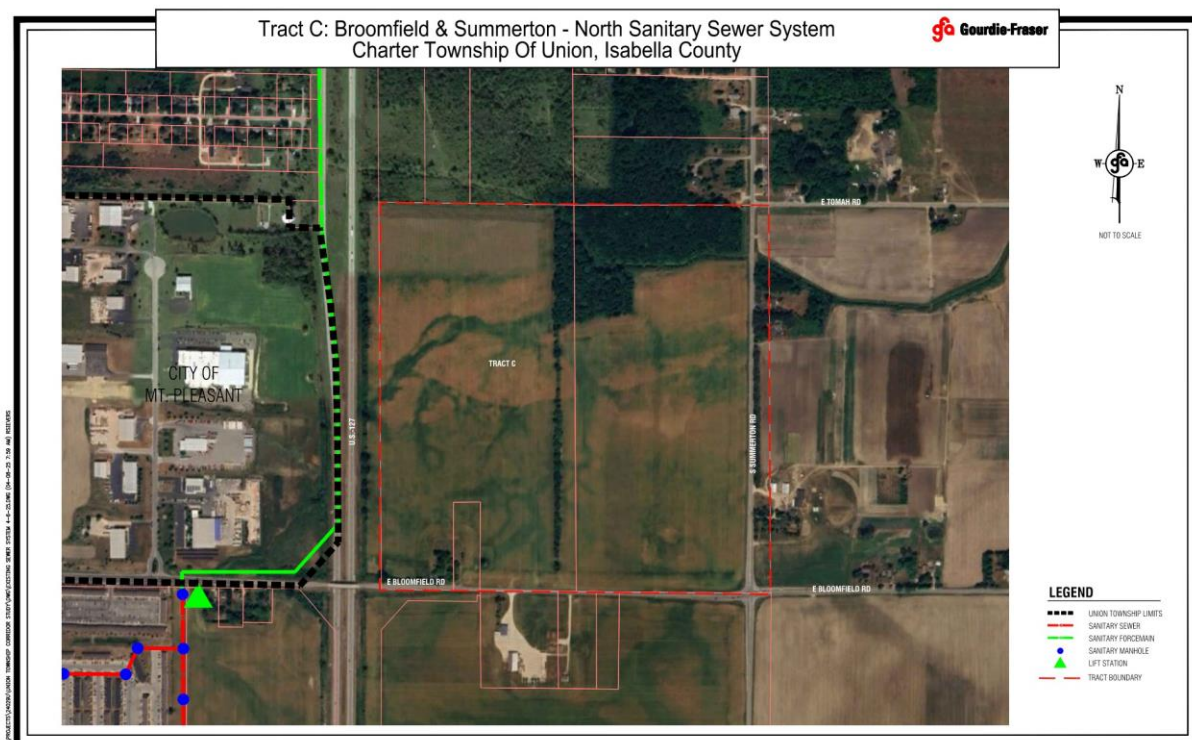 Tract C: Broomfield & Summerton - North Sanitary Sewer System
Charter Township Of Union, Isabella County
gfa Gourdie-Fraser
N
W
gfa
E
NOT TO SCALE
E TOMAH RD
CITY OF
MT. PLEASANT
TRACT C
U.S.-127
S SUMMERTON RD
E BLOOMFIELD RD
E BLOOMFIELD RD
LEGEND
UNION TOWNSHIP LIMITS
SANITARY SEWER
SANITARY FORCEMAIN
SANITARY MANHOLE
LIFT STATION
TRACT BOUNDARY